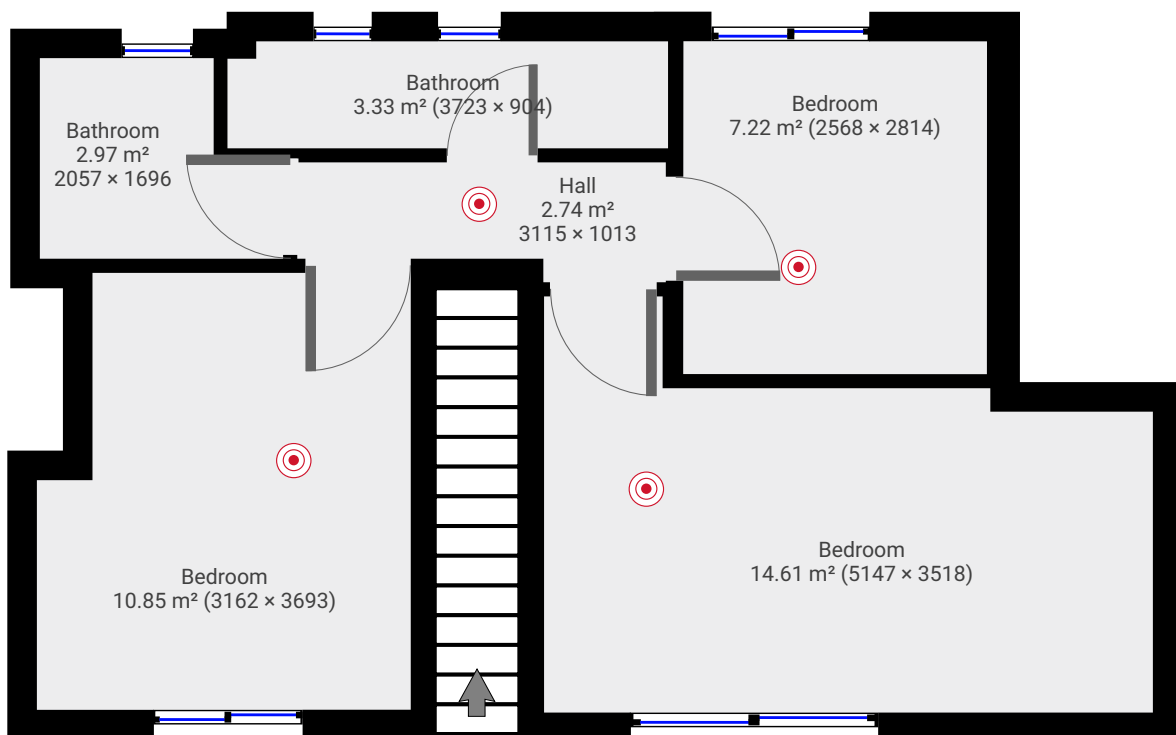 Bathroom
3.33 m² (3723 × 904)
Bedroom
7.22 m² (2568 × 2814)
Bathroom
2.97 m²
2057 × 1696
Hall
2.74 m²
3115 × 1013
Bedroom
14.61 m² (5147 × 3518)
Bedroom
10.85 m² (3162 × 3693)